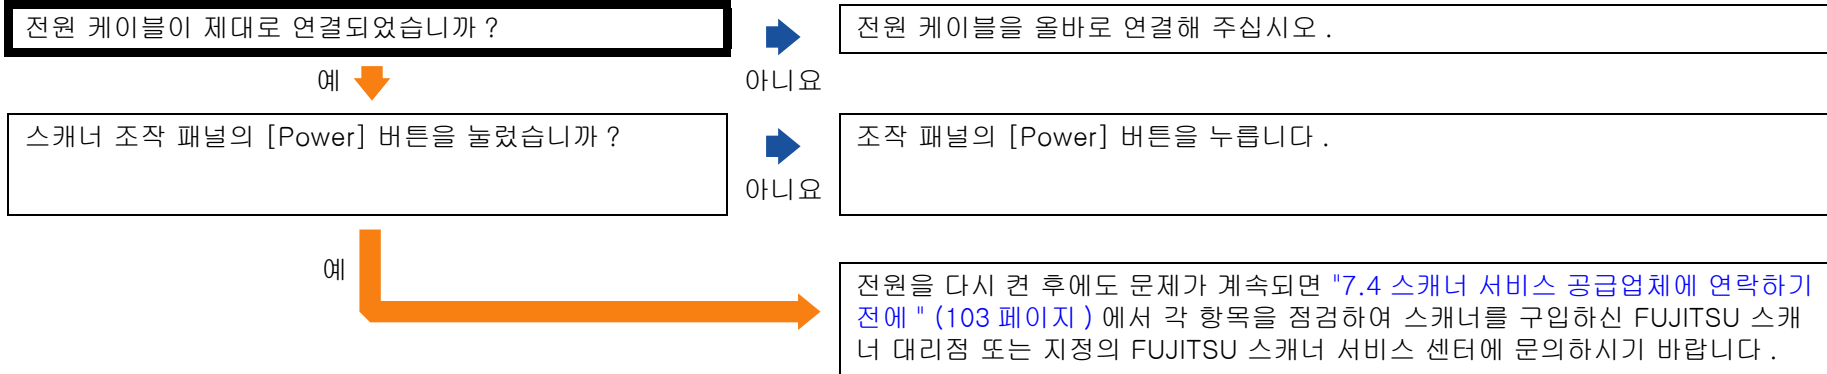 전원 케이블이 제대로 연결되었습니까 ?
전원 케이블을 올바로 연결해 주십시오 .
예
아니요
스캐너 조작 패널의 [Power] 버튼을 눌렀습니까 ?
조작 패널의 [Power] 버튼을 누릅니다 .
아니요
예
전원을 다시 켠 후에도 문제가 계속되면 "7.4 스캐너 서비스 공급업체에 연락하기
전에 " (103 페이지 ) 에서 각 항목을 점검하여 스캐너를 구입하신 FUJITSU 스캐
너 대리점 또는 지정의 FUJITSU 스캐너 서비스 센터에 문의하시기 바랍니다 .